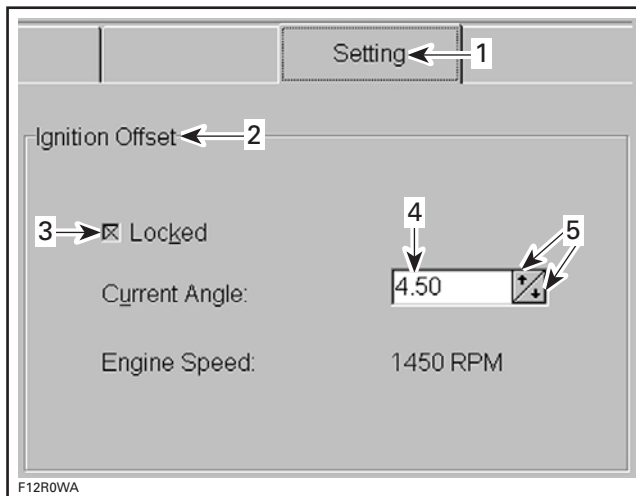 Setting 1
Ignition Offset 2
3 Locked
4
5
Current Angle: 4.50
Engine Speed: 1450 RPM
F12R0WA